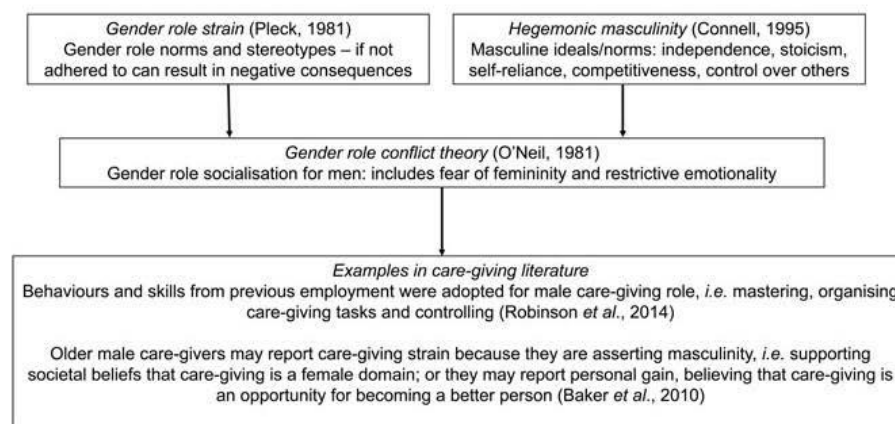 Gender role strain (Pleck, 1981)
Gender role norms and stereotypes – if not
adhered to can result in negative consequences
Hegemonic masculinity (Connell, 1995)
Masculine ideals/norms: independence, stoicism,
self-reliance, competitiveness, control over others
Gender role conflict theory (O'Neil, 1981)
Gender role socialisation for men: includes fear of femininity and restrictive emotionality
Examples in care-giving literature
Behaviours and skills from previous employment were adopted for male care-giving role, i.e. mastering, organising
care-giving tasks and controlling (Robinson et al., 2014)
Older male care-givers may report care-giving strain because they are asserting masculinity, i.e. supporting
societal beliefs that care-giving is a female domain; or they may report personal gain, believing that care-giving is
an opportunity for becoming a better person (Baker et al., 2010)